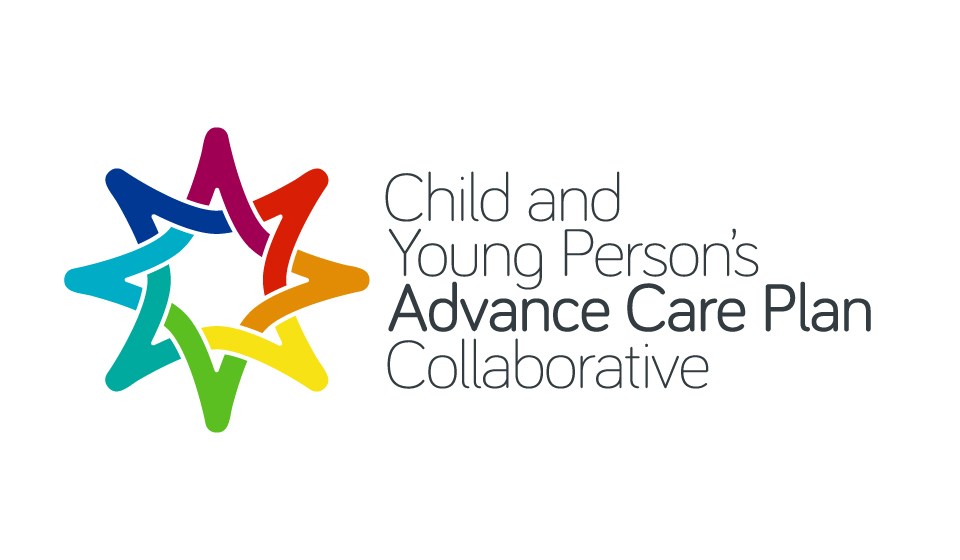 Child and
Young Person’s
Advance Care Plan
Collaborative